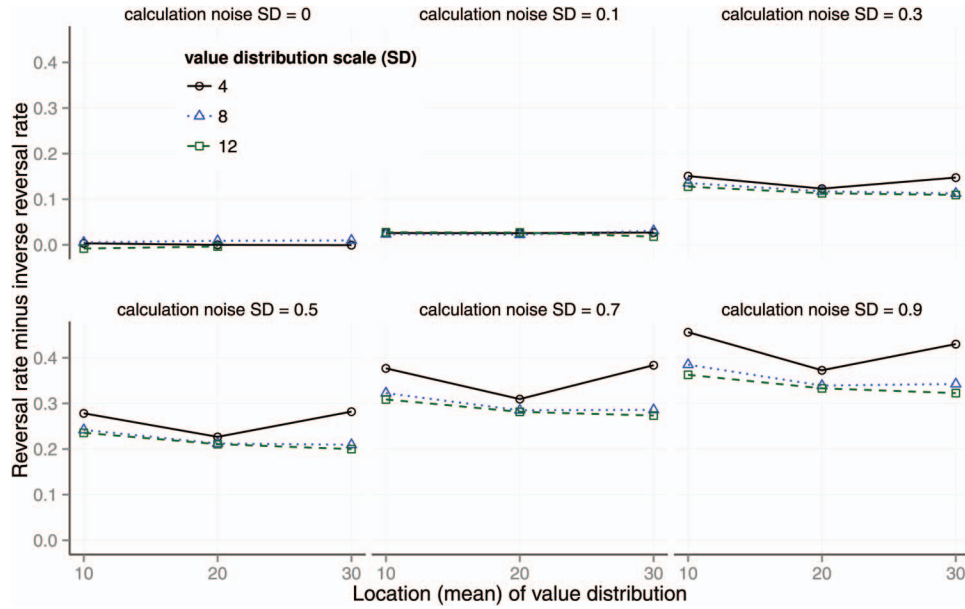 calculation noise SD = 0
calculation noise SD = 0.1
calculation noise SD = 0.3
value distribution scale (SD)
4
8
12
0.4
0.3
0.2
0.1
0.0
Reversal rate minus inverse reversal rate
calculation noise SD = 0.5
calculation noise SD = 0.7
calculation noise SD = 0.9
0.4
0.3
0.2
0.1
0.0
10 20 30 10 20 30 10 20 30
Location (mean) of value distribution